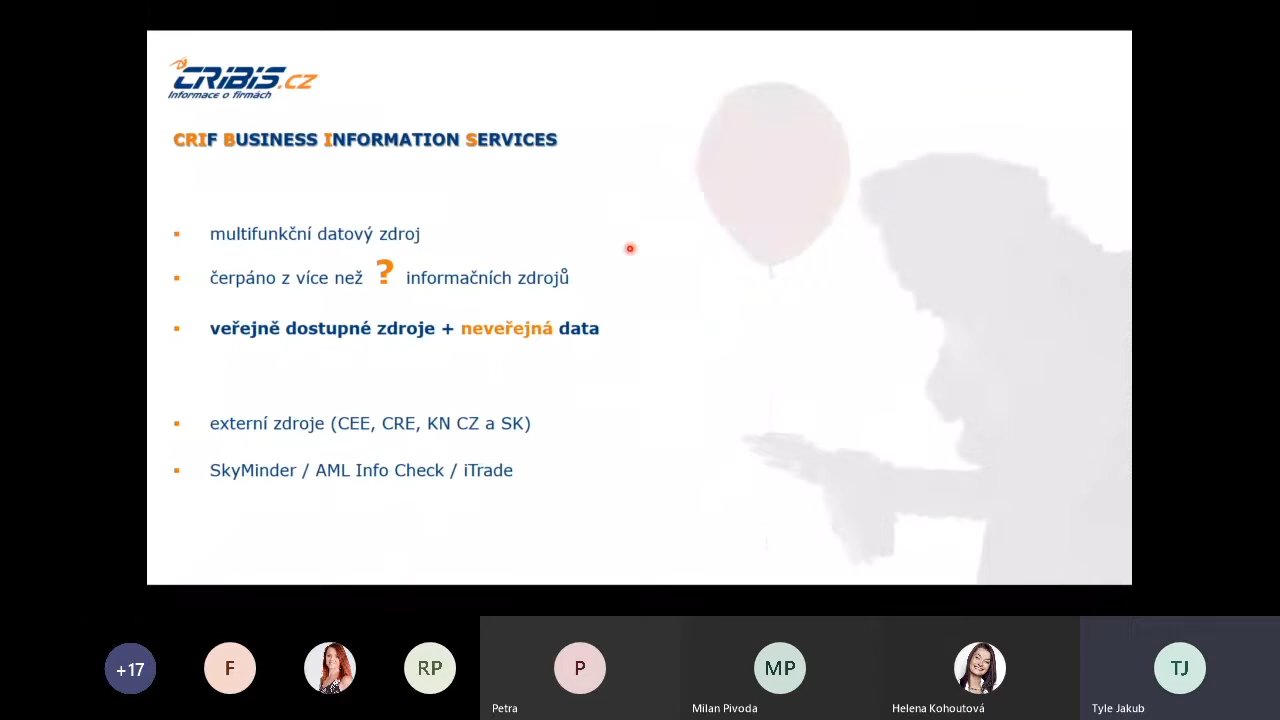 CRIBIS.CZ
Informace o firmách
CRIF BUSINESS INFORMATION SERVICES
multifunkční datový zdroj
čerpáno z více než ? informačních zdrojů
veřejně dostupné zdroje + neveřejná data
externí zdroje (CEE, CRE, KN CZ a SK)
SkyMinder / AML Info Check / iTrade
+17
F
RP
P
MP
TJ
Petra
Milan Pivoda
Helena Kohoutová
Tyle Jakub